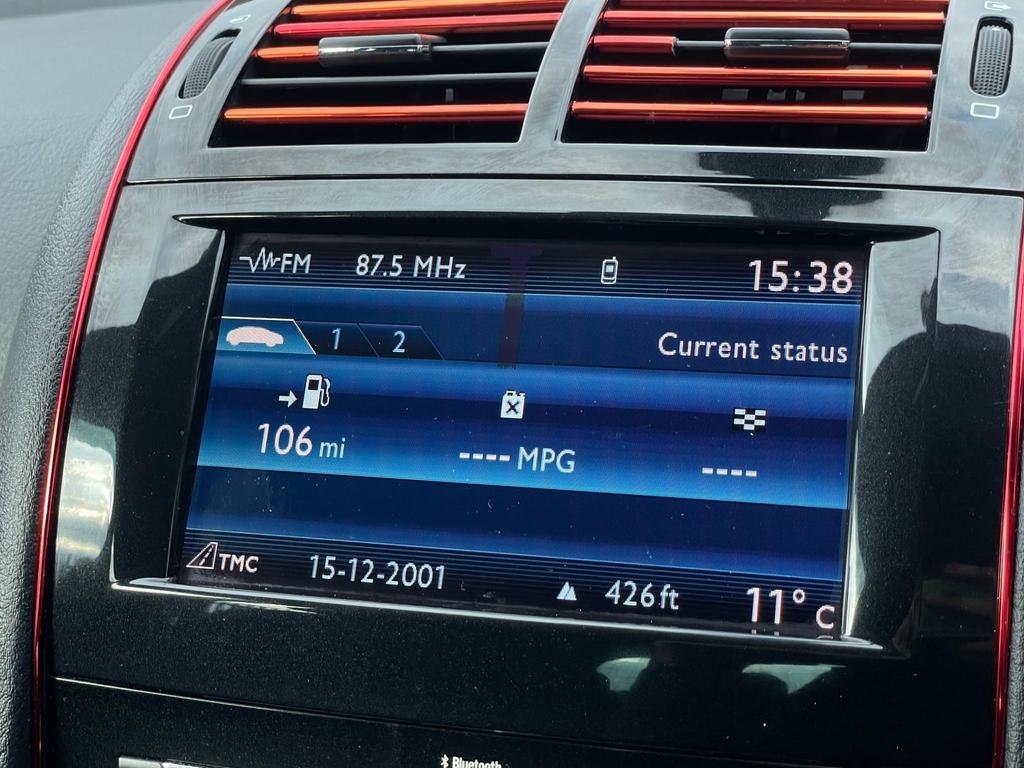 FM 87.5 MHz 15:38
1 2
Current status
106 mi ---- MPG ----
TMC 15-12-2001 426ft 11° C
Bluetooth